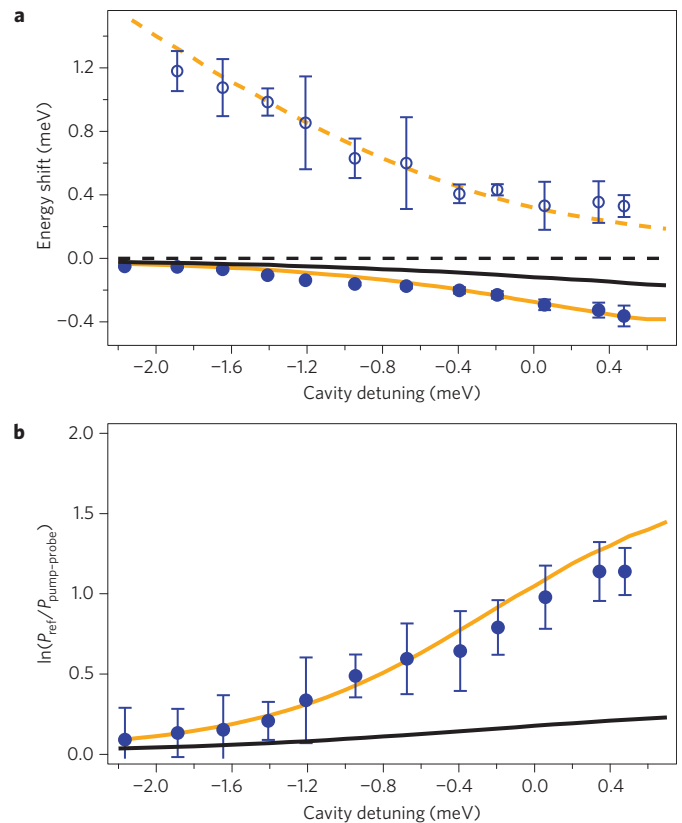 a
Energy shift (meV)
1.2
0.8
0.4
0.0
−0.4
−2.0 −1.6 −1.2 −0.8 −0.4 0.0 0.4
Cavity detuning (meV)
b
ln(Pref/Ppump–probe)
2.0
1.5
1.0
0.5
0.0
−2.0 −1.6 −1.2 −0.8 −0.4 0.0 0.4
Cavity detuning (meV)